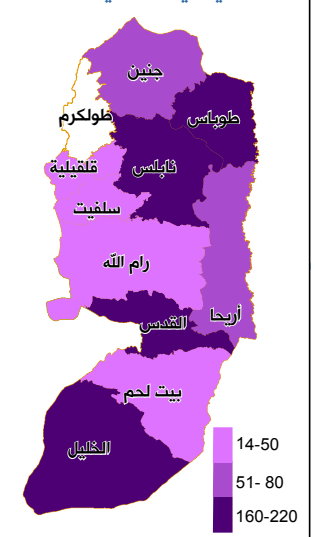 جنين
طولكرم
طوباس
نابلس
قلقيلية
سلفيت
رام الله
أريحا
القدس
بيت لحم
الخليل
14-50
51- 80
160-220